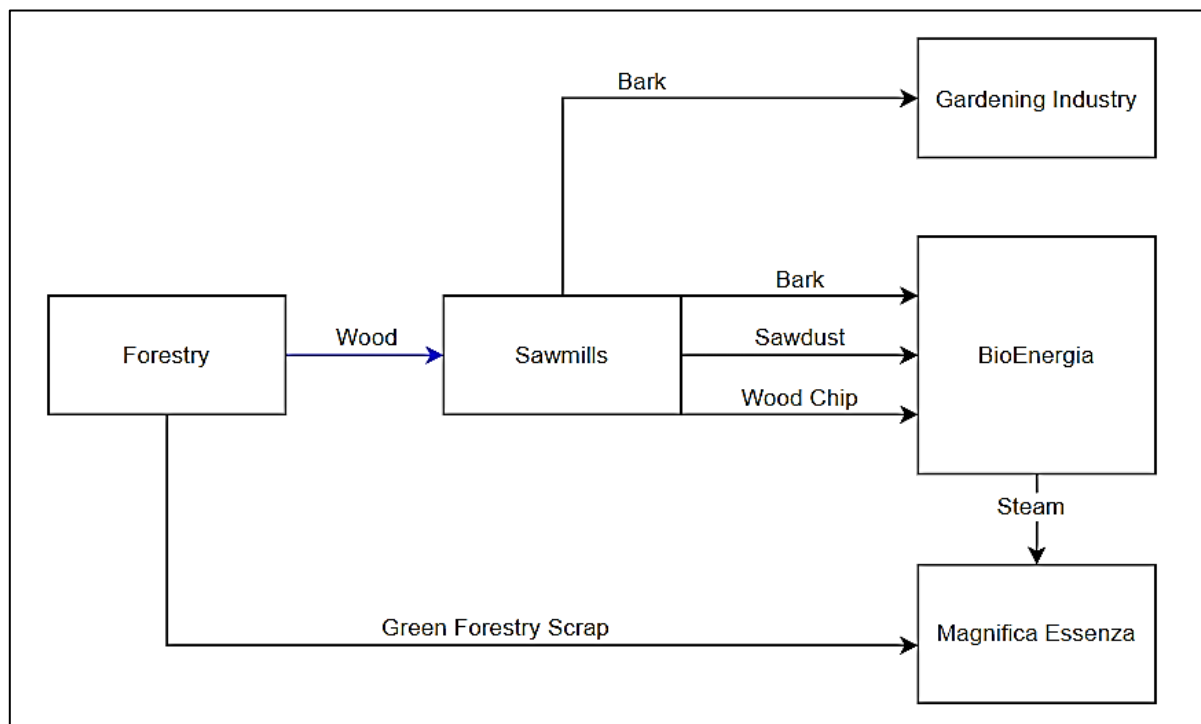 Bark
Gardening Industry
Bark
Forestry
Wood
Sawmills
Sawdust
BioEnergia
Wood Chip
Steam
Green Forestry Scrap
Magnifica Essenza